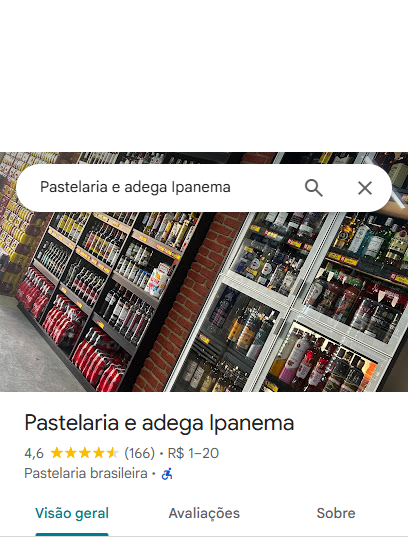 Pastelaria e adega Ipanema
Pastelaria e adega Ipanema
4,6 (166) • R$ 1–20
Pastelaria brasileira •
Visão geral Avaliações Sobre